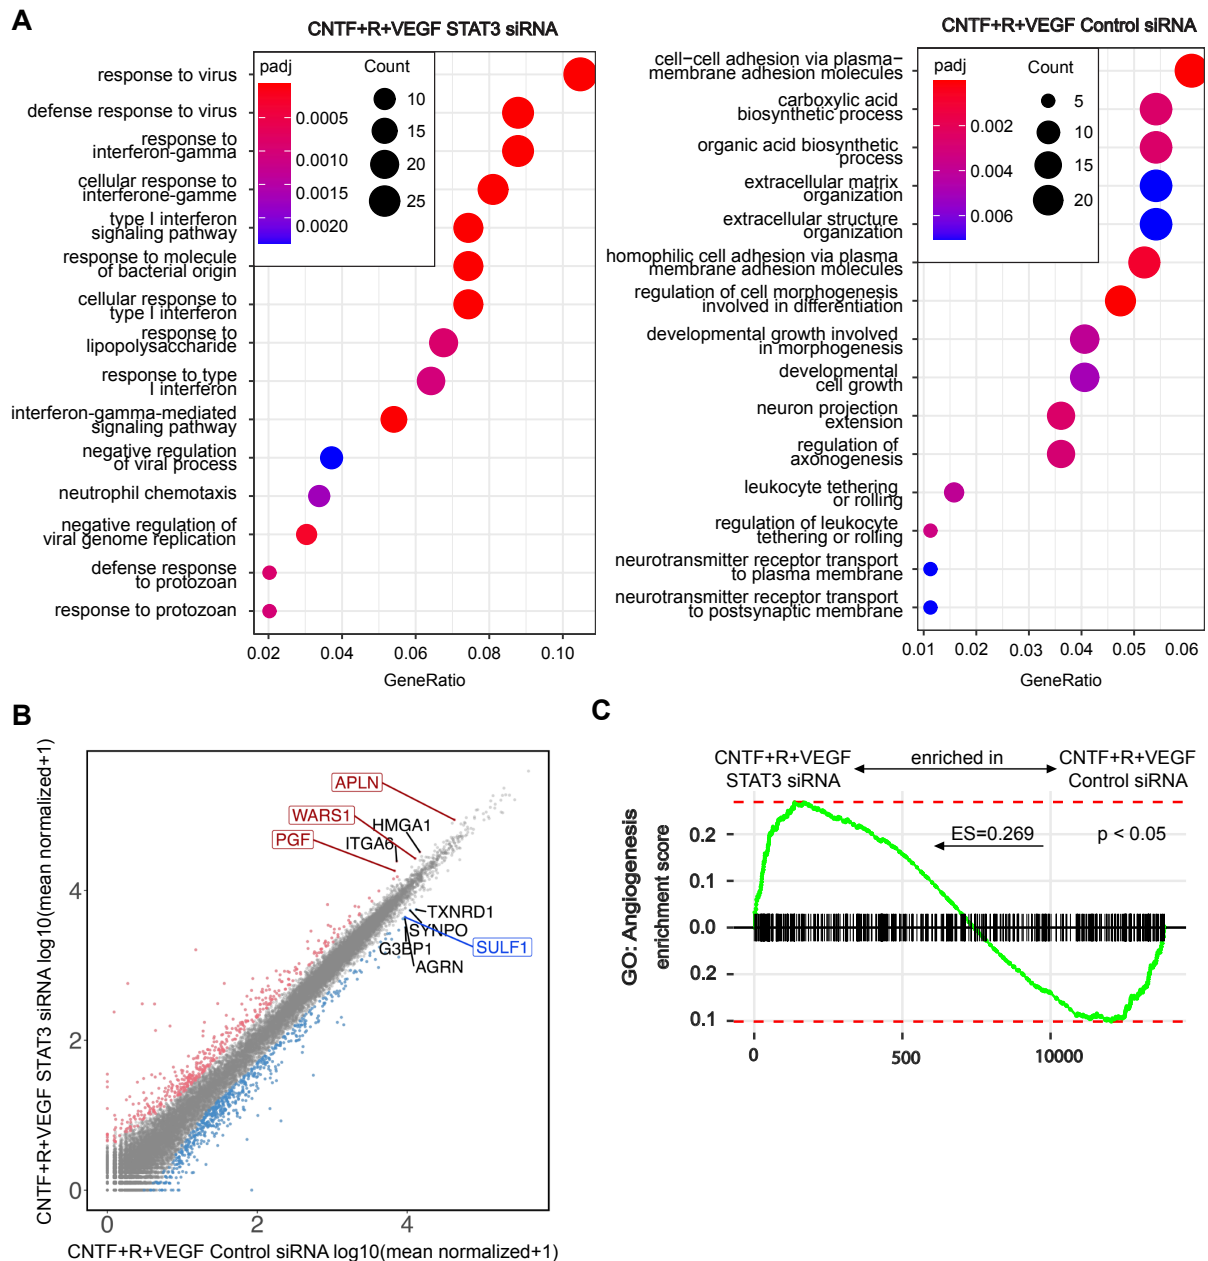 A
CNTF+R+VEGF STAT3 siRNA
response to virus
defense response to virus
response to
interferon-gamma
cellular response to
interferone-gamme
type I interferon
signaling pathway
response to molecule
of bacterial origin
cellular response to
type I interferon
response to
lipopolysaccharide
response to type
I interferon
interferon-gamma-mediated
signaling pathway
negative regulation
of viral process
neutrophil chemotaxis
negative regulation of
viral genome replication
defense response
to protozoan
response to protozoan
padj
0.0005
0.0010
0.0015
0.0020
Count
10
15
20
25
0.02 0.04 0.06 0.08 0.10
GeneRatio
CNTF+R+VEGF Control siRNA
cell-cell adhesion via plasma-
membrane adhesion molecules
carboxylic acid
biosynthetic process
organic acid biosynthetic
process
extracellular matrix
organization
extracellular structure
organization
homophilic cell adhesion via plasma
membrane adhesion molecules
regulation of cell morphogenesis
involved in differentiation
developmental growth involved
in morphogenesis
developmental
cell growth
neuron projection
extension
regulation of
axonogenesis
leukocyte tethering
or rolling
regulation of leukocyte
tethering or rolling
neurotransmitter receptor transport
to plasma membrane
neurotransmitter receptor transport
to postsynaptic membrane
padj
0.002
0.004
0.006
Count
5
10
15
20
0.01 0.02 0.03 0.04 0.05 0.06
GeneRatio
B
CNTF+R+VEGF STAT3 siRNA log10(mean normalized+1)
4
2
0
APLN
WARS1
HMGA1
PGF
ITGA6
TXNRD1
SYNPO
G3BP1
SULF1
AGRN
0 2 4
CNTF+R+VEGF Control siRNA log10(mean normalized+1)
C
CNTF+R+VEGF
STAT3 siRNA
enriched in
CNTF+R+VEGF
Control siRNA
GO: Angiogenesis
enrichment score
0.2
0.1
0.0
0.2
0.1
ES=0.269
p < 0.05
0 500 10000